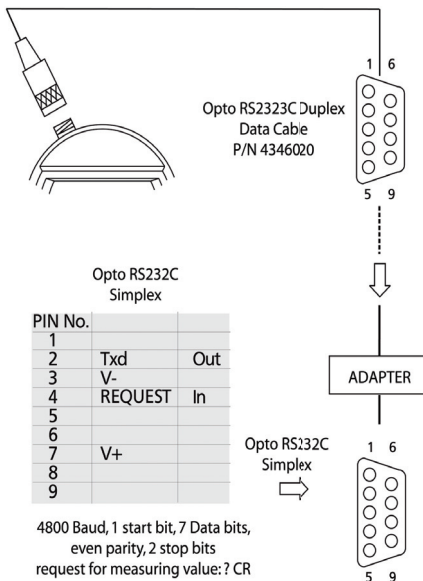 1 6
Opto RS2323C Duplex
Data Cable
P/N 4346020
5 9
Opto RS232C
Simplex
PIN No.
1
2 Txd Out
3 V-
4 REQUEST In
5
6
7 V+
8
9
ADAPTER
Opto RS232C
Simplex
1 6
5 9
4800 Baud, 1 start bit, 7 Data bits,
even parity, 2 stop bits
request for measuring value: ? CR